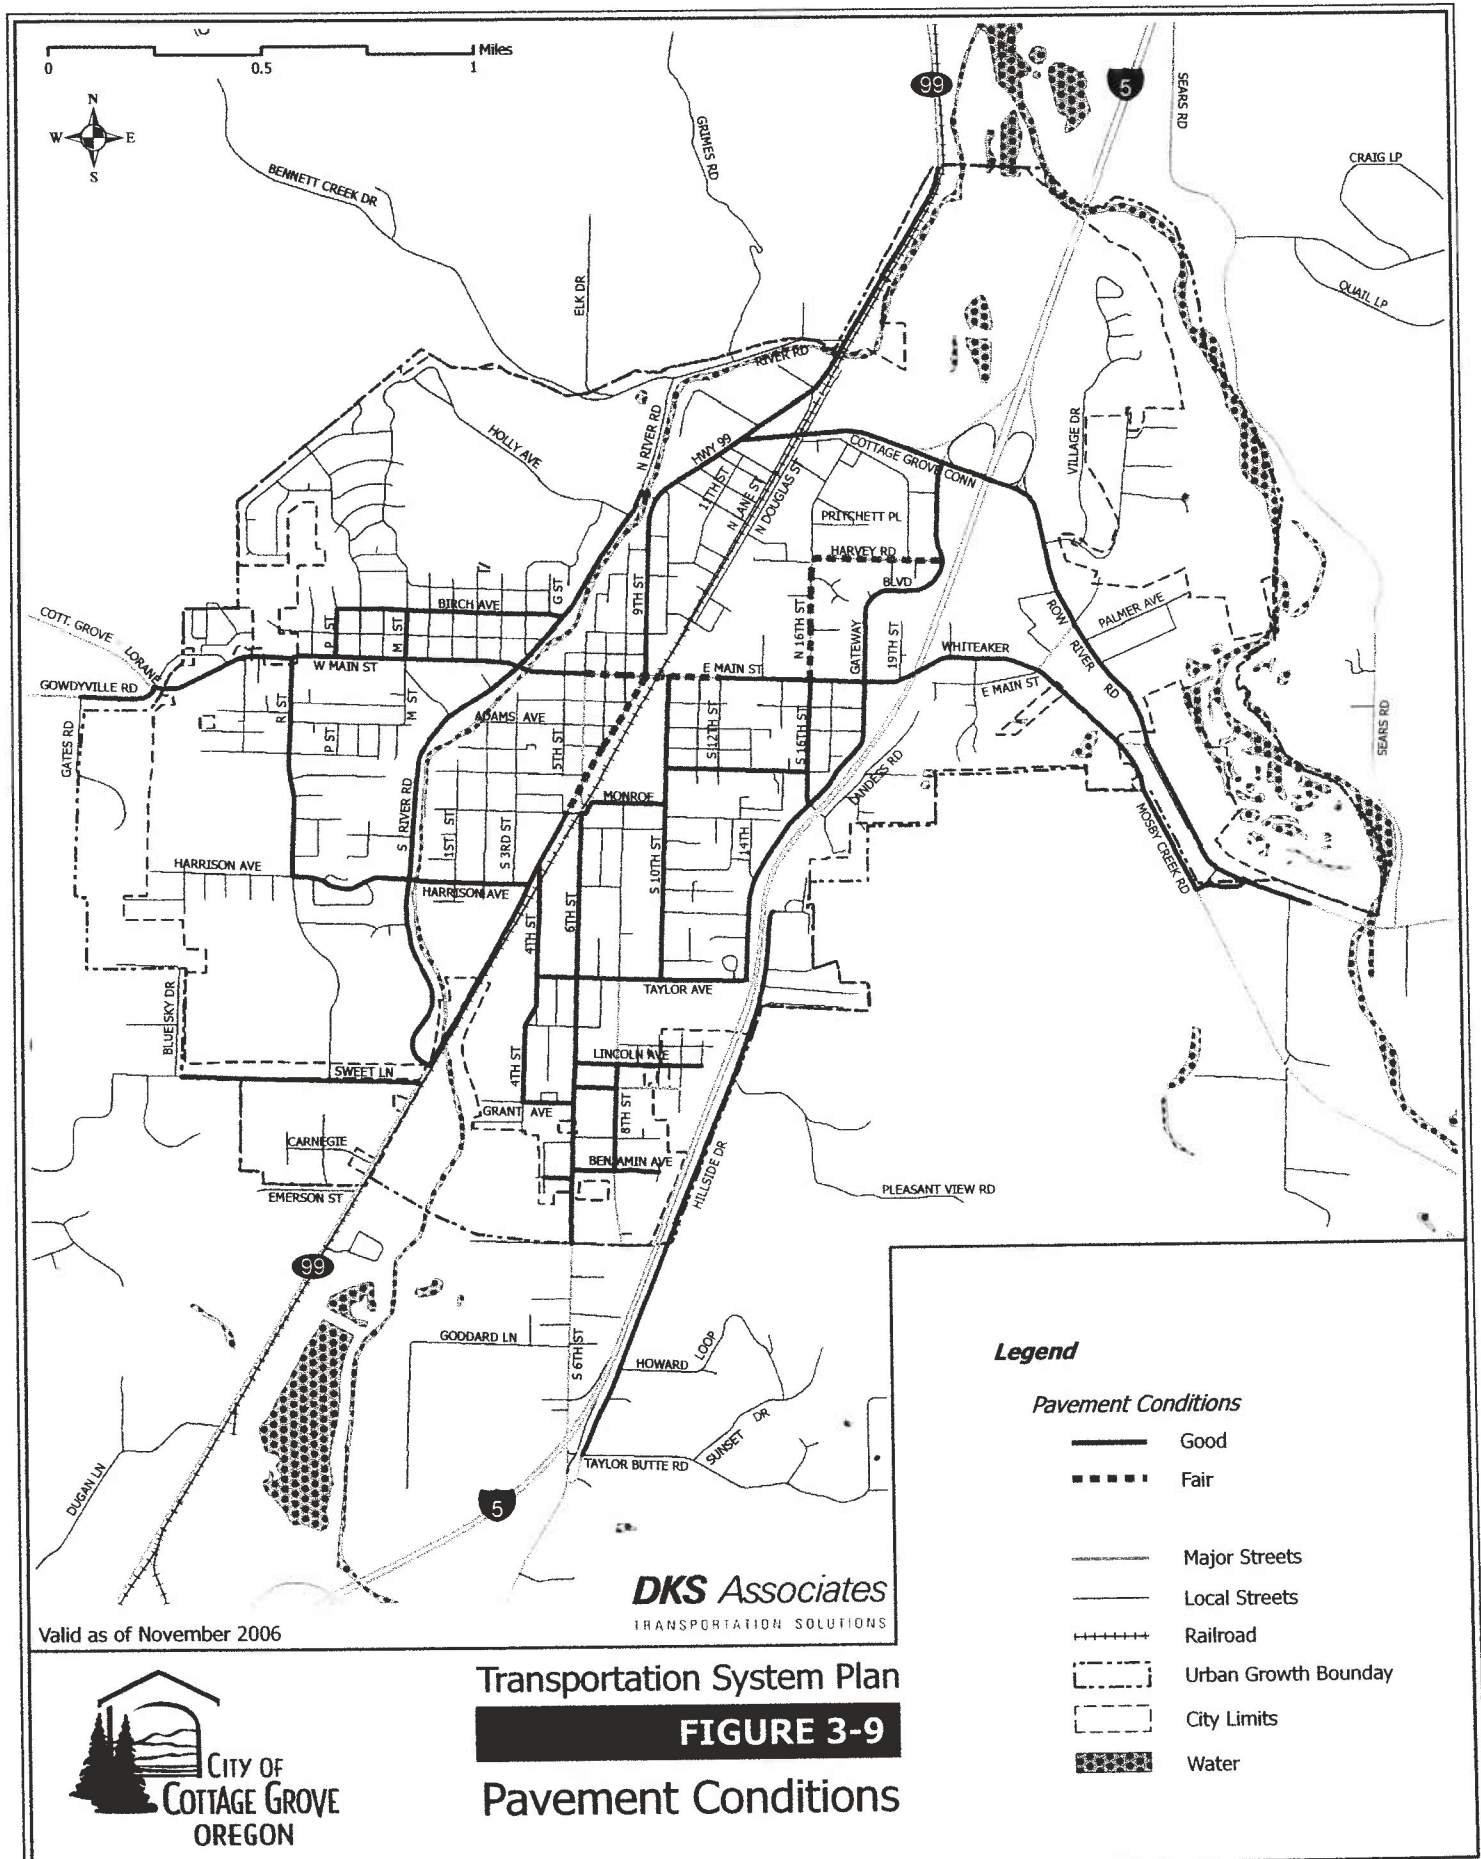 Miles
0 0.5 1
N
W E
S
99
5
SEARS RD
CRAIG LP
QUAIL LP
GRIMES RD
BENNETT CREEK DR
ELK DR
RIVER RD
N RIVER RD
HOLLY AVE
HWY 99
11TH ST
N LANE ST
N DOUGLAS ST
COTTAGE GROVE CONN
VILLAGE DR
PRITCHETT PL
HARVEY RD
BLVD
GATEWAY
N 16TH ST
19TH ST
9TH ST
G ST
BIRCH AVE
P ST
M ST
COTT. GROVE
LORANE
GOWDYVILLE RD
W MAIN ST
E MAIN ST
WHITEAKER
E MAIN ST
ROW RIVER RD
PALMER AVE
SEARS RD
GATES RD
R ST
P ST
M ST
ADAMS AVE
5TH ST
S 12TH ST
S 16TH ST
LANDESS RD
MONROE
S RIVER RD
1ST ST
S 3RD ST
S 10TH ST
14TH
MOSBY CREEK RD
HARRISON AVE
HARRISON AVE
4TH ST
6TH ST
TAYLOR AVE
BLUE SKY DR
SWEET LN
4TH ST
LINCOLN AVE
8TH ST
GRANT AVE
CARNEGIE
BENJAMIN AVE
EMERSON ST
HILLSIDE DR
PLEASANT VIEW RD
99
GODDARD LN
S 6TH ST
HOWARD LOOP
SUNSET DR
TAYLOR BUTTE RD
DUGAN LN
5
DKS Associates
TRANSPORTATION SOLUTIONS
Valid as of November 2006
Legend
Pavement Conditions
Good
Fair
Major Streets
Local Streets
Railroad
Urban Growth Bounday
City Limits
Water
CITY OF
COTTAGE GROVE
OREGON
Transportation System Plan
FIGURE 3-9
Pavement Conditions